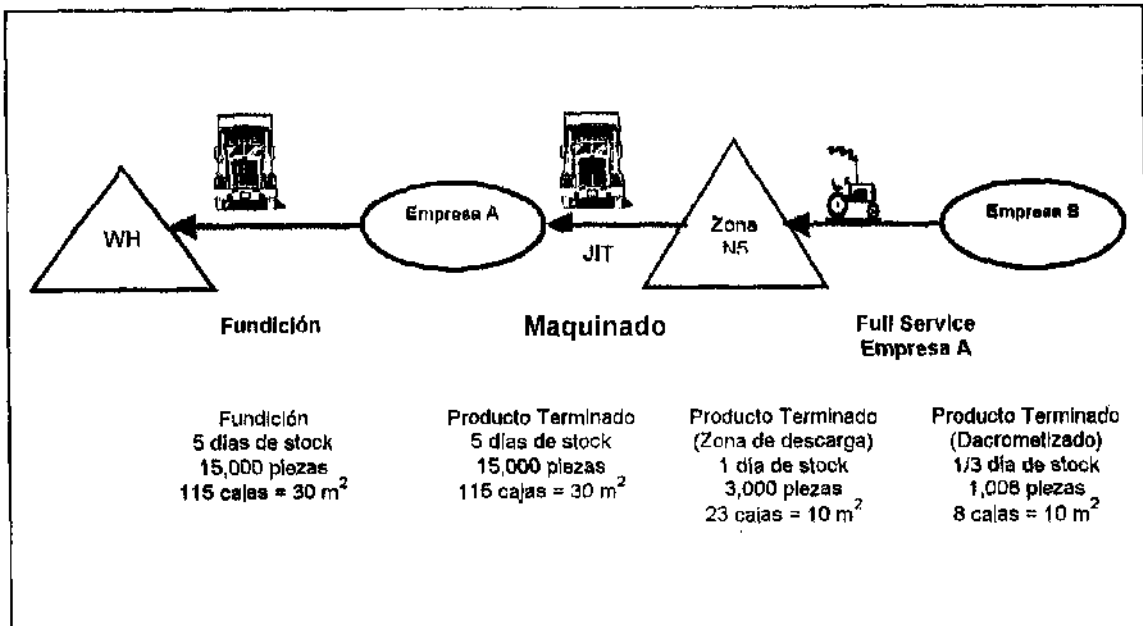 WH
Empresa A
JIT
Zona
N5
Empresa B
Fundición
Maquinado
Full Service
Empresa A
Fundición
5 días de stock
15,000 piezas
115 cajas = 30 m²
Producto Terminado
5 días de stock
15,000 piezas
115 cajas = 30 m²
Producto Terminado
(Zona de descarga)
1 día de stock
3,000 piezas
23 cajas = 10 m²
Producto Terminado
(Dacrometizado)
1/3 día de stock
1,008 piezas
8 cajas = 10 m²